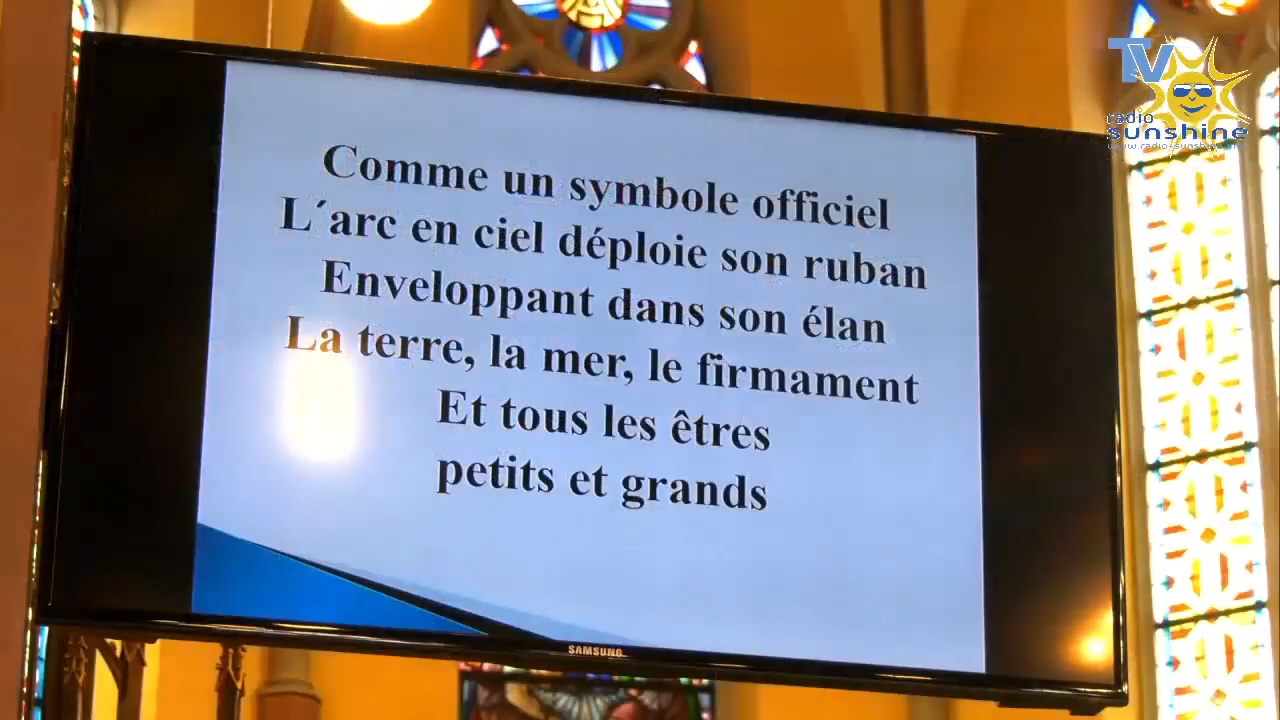 TV
radio
sunshine
Comme un symbole officiel
L´arc en ciel déploie son ruban
Enveloppant dans son élan
La terre, la mer, le firmament
Et tous les êtres
petits et grands
SAMSUNG